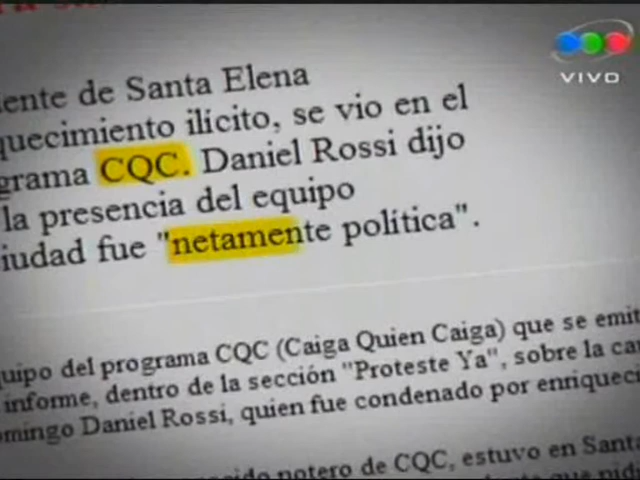 VIVO
ente de Santa Elena
quecimiento ilícito, se vio en el
grama CQC. Daniel Rossi dijo
la presencia del equipo
iudad fue "netamente política".
uipo del programa CQC (Caiga Quien Caiga) que se emit
informe, dentro de la sección "Proteste Ya", sobre la ca
omingo Daniel Rossi, quien fue condenado por enriqueci
notero de CQC, estuvo en Santa